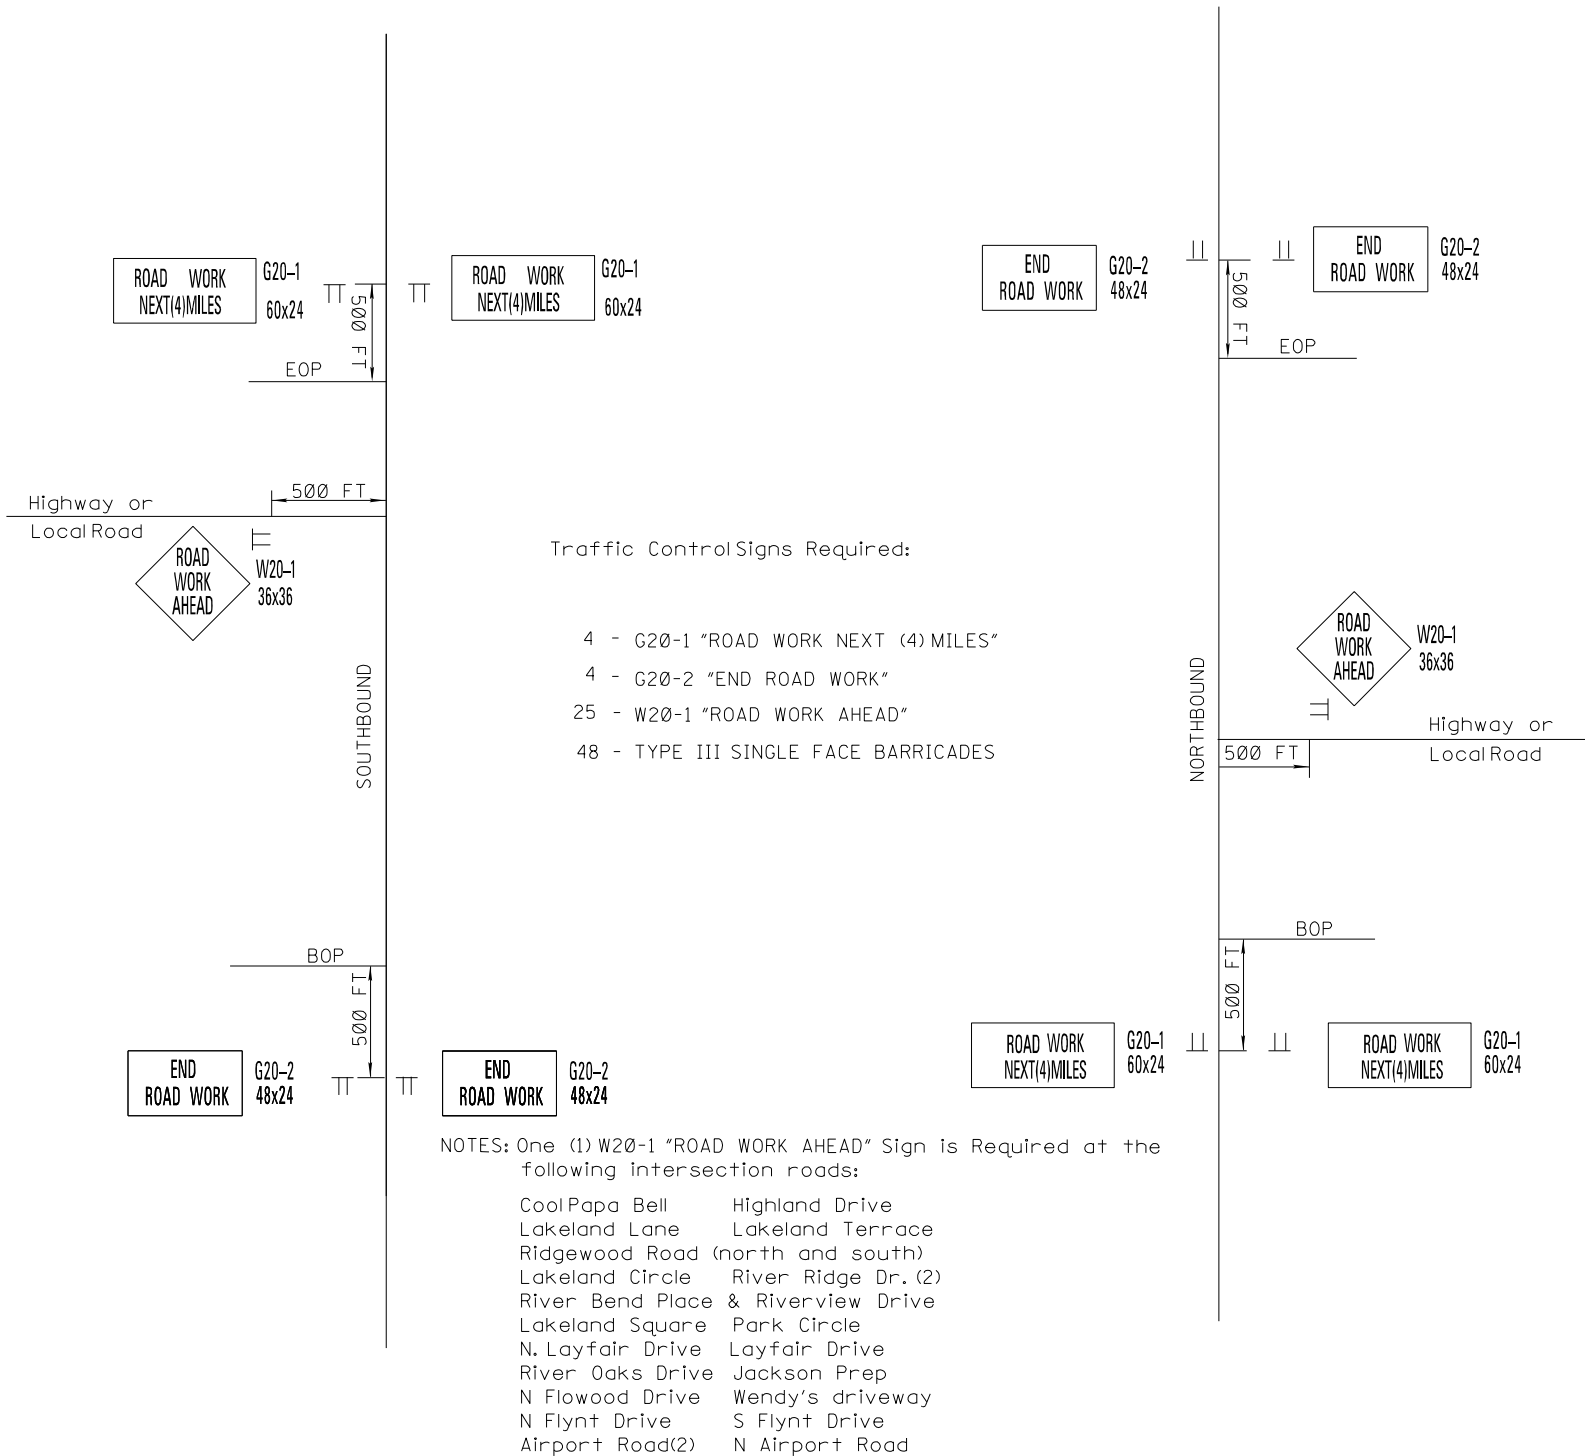 ROAD WORK
NEXT(4)MILES
G20–1
60x24
500 FT
ROAD WORK
NEXT(4)MILES
G20–1
60x24
EOP
END
ROAD WORK
G20–2
48x24
500 FT
END
ROAD WORK
G20–2
48x24
EOP
Highway or
Local Road
500 FT
ROAD
WORK
AHEAD
W20–1
36x36
SOUTHBOUND
Traffic Control Signs Required:
4 - G20-1 "ROAD WORK NEXT (4) MILES"
4 - G20-2 "END ROAD WORK"
25 - W20-1 "ROAD WORK AHEAD"
48 - TYPE III SINGLE FACE BARRICADES
NORTHBOUND
ROAD
WORK
AHEAD
W20–1
36x36
Highway or
Local Road
500 FT
BOP
500 FT
END
ROAD WORK
G20–2
48x24
END
ROAD WORK
G20–2
48x24
BOP
500 FT
ROAD WORK
NEXT(4)MILES
G20–1
60x24
ROAD WORK
NEXT(4)MILES
G20–1
60x24
NOTES: One (1) W20-1 "ROAD WORK AHEAD" Sign is Required at the
following intersection roads:
Cool Papa Bell Highland Drive
Lakeland Lane Lakeland Terrace
Ridgewood Road (north and south)
Lakeland Circle River Ridge Dr. (2)
River Bend Place & Riverview Drive
Lakeland Square Park Circle
N. Layfair Drive Layfair Drive
River Oaks Drive Jackson Prep
N Flowood Drive Wendy's driveway
N Flynt Drive S Flynt Drive
Airport Road(2) N Airport Road